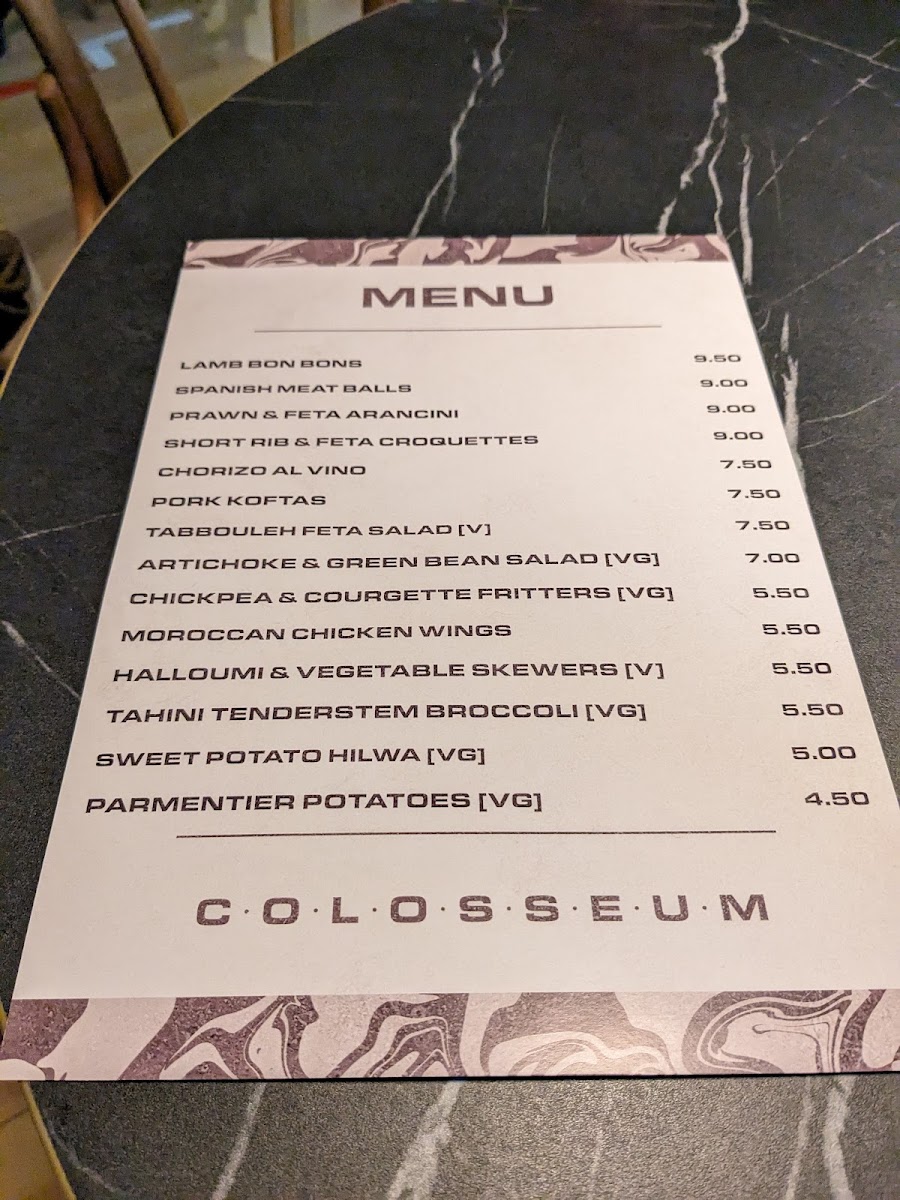 MENU
LAMB BON BONS 9.50
SPANISH MEAT BALLS 9.00
PRAWN & FETA ARANCINI 9.00
SHORT RIB & FETA CROQUETTES 9.00
CHORIZO AL VINO 7.50
PORK KOFTAS 7.50
TABBOULEH FETA SALAD [V] 7.50
ARTICHOKE & GREEN BEAN SALAD [VG] 7.00
CHICKPEA & COURGETTE FRITTERS [VG] 5.50
MOROCCAN CHICKEN WINGS 5.50
HALLOUMI & VEGETABLE SKEWERS [V] 5.50
TAHINI TENDERSTEM BROCCOLI [VG] 5.50
SWEET POTATO HILWA [VG] 5.00
PARMENTIER POTATOES [VG] 4.50
C·O·L·O·S·S·E·U·M